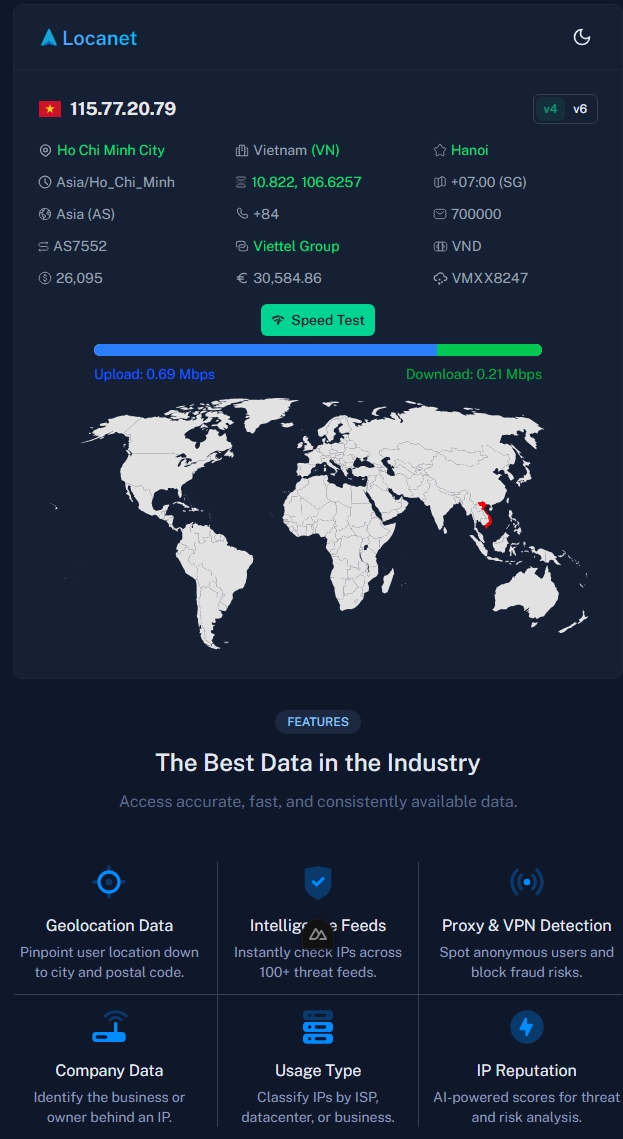 Locanet
115.77.20.79
v4 v6
Ho Chi Minh City Vietnam (VN) Hanoi
Asia/Ho_Chi_Minh 10.822, 106.6257 +07:00 (SG)
Asia (AS) +84 700000
AS7552 Viettel Group VND
26,095 € 30,584.86 VMXX8247
Speed Test
Upload: 0.69 Mbps Download: 0.21 Mbps
FEATURES
The Best Data in the Industry
Access accurate, fast, and consistently available data.
Geolocation Data
Pinpoint user location down
to city and postal code.
Feeds
Instantly check IPs across
100+ threat feeds.
Proxy & VPN Detection
Spot anonymous users and
block fraud risks.
Company Data
Identify the business or
owner behind an IP.
Usage Type
Classify IPs by ISP,
datacenter, or business.
IP Reputation
AI-powered scores for threat
and risk analysis.